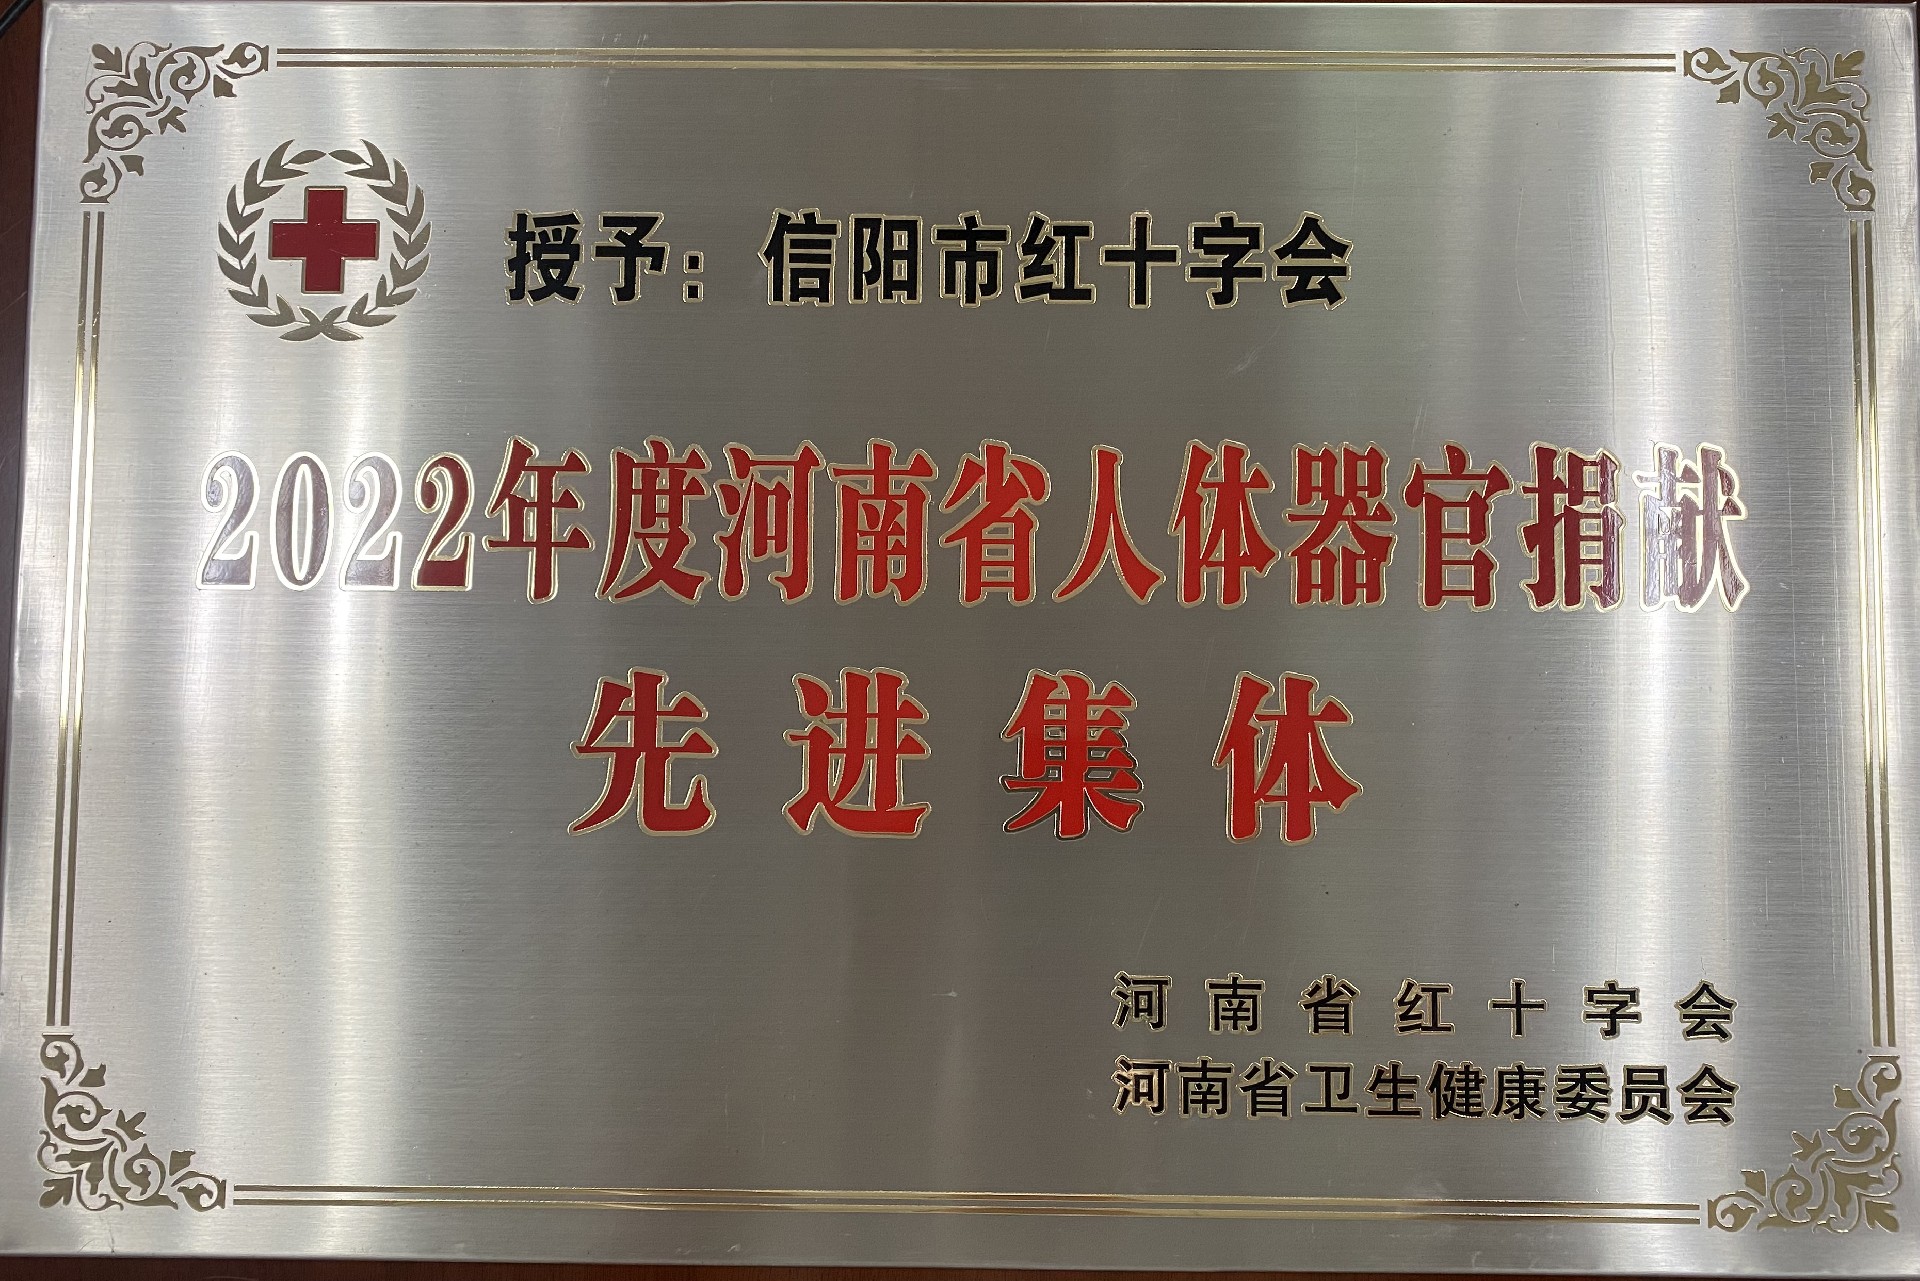 授予：信阳市红十字会
2022年度河南省人体器官捐献
先进集体
河南省红十字会
河南省卫生健康委员会